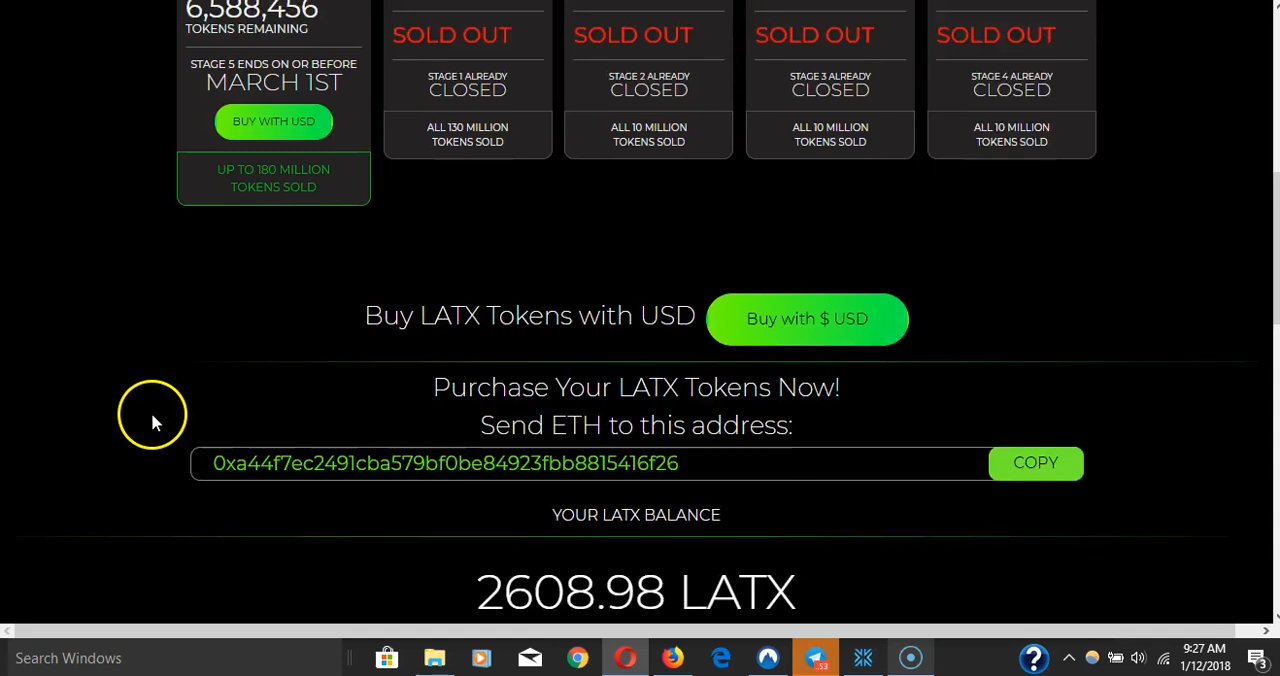 6,588,456
TOKENS REMAINING
STAGE 5 ENDS ON OR BEFORE
MARCH 1ST
BUY WITH USD
UP TO 180 MILLION
TOKENS SOLD
SOLD OUT
STAGE 1 ALREADY
CLOSED
ALL 130 MILLION
TOKENS SOLD
SOLD OUT
STAGE 2 ALREADY
CLOSED
ALL 10 MILLION
TOKENS SOLD
SOLD OUT
STAGE 3 ALREADY
CLOSED
ALL 10 MILLION
TOKENS SOLD
SOLD OUT
STAGE 4 ALREADY
CLOSED
ALL 10 MILLION
TOKENS SOLD
Buy LATX Tokens with USD
Buy with $ USD
Purchase Your LATX Tokens Now!
Send ETH to this address:
0xa44f7ec2491cba579bf0be84923fbb8815416f26
COPY
YOUR LATX BALANCE
2608.98 LATX
Search Windows
.53
9:27 AM
1/12/2018
3